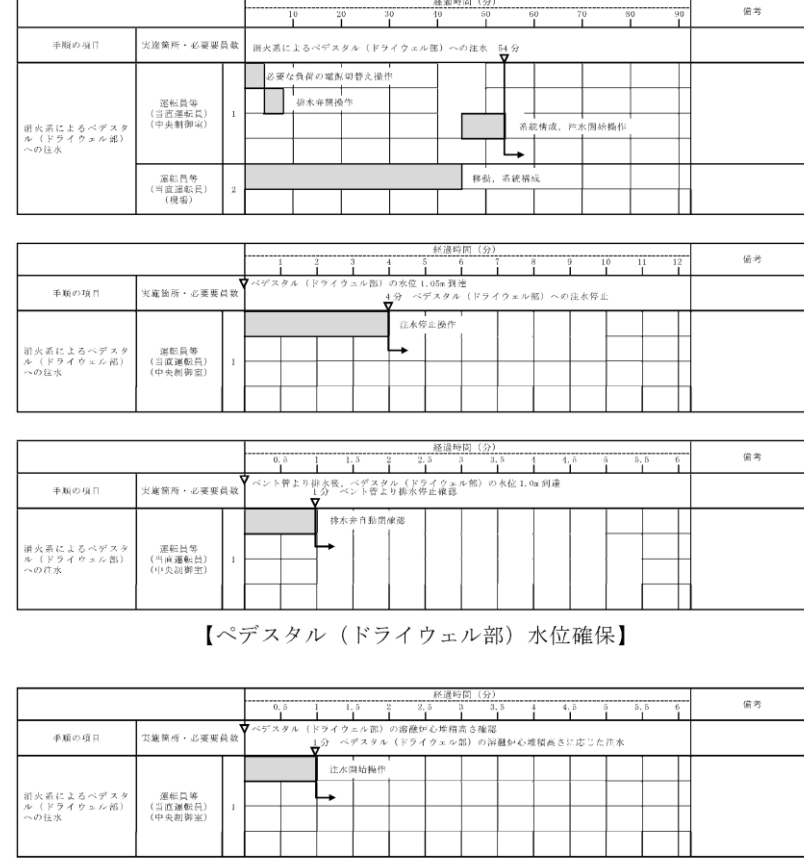 経過時間（分）
10 20 30 40 50 60 70 80 90
備考
手順の項目 実施箇所・必要要員数
消火系によるペデスタル（ドライウェル部）への注水 54分
必要な負荷の電源切替え操作
排水弁開操作
系統構成，注水開始操作
消火系によるペデスタ
ル（ドライウェル部）
への注水
運転員等
（当直運転員）
（中央制御室）
1
運転員等
（当直運転員）
（現場）
2
移動，系統構成
経過時間（分）
1 2 3 4 5 6 7 8 9 10 11 12
備考
手順の項目 実施箇所・必要要員数
ペデスタル（ドライウェル部）の水位1.05m到達
4分 ペデスタル（ドライウェル部）への注水停止
注水停止操作
消火系によるペデスタ
ル（ドライウェル部）
への注水
運転員等
（当直運転員）
（中央制御室）
1
経過時間（分）
0.5 1 1.5 2 2.5 3 3.5 4 4.5 5 5.5 6
備考
手順の項目 実施箇所・必要要員数
ベント管より排水後，ペデスタル（ドライウェル部）の水位1.0m到達
1分 ベント管より排水停止確認
排水弁自動閉確認
消火系によるペデスタ
ル（ドライウェル部）
への注水
運転員等
（当直運転員）
（中央制御室）
1
【ペデスタル（ドライウェル部）水位確保】
経過時間（分）
0.5 1 1.5 2 2.5 3 3.5 4 4.5 5 5.5 6
備考
手順の項目 実施箇所・必要要員数
ペデスタル（ドライウェル部）の溶融炉心堆積高さ確認
1分 ペデスタル（ドライウェル部）の溶融炉心堆積高さに応じた注水
注水開始操作
消火系によるペデスタ
ル（ドライウェル部）
への注水
運転員等
（当直運転員）
（中央制御室）
1